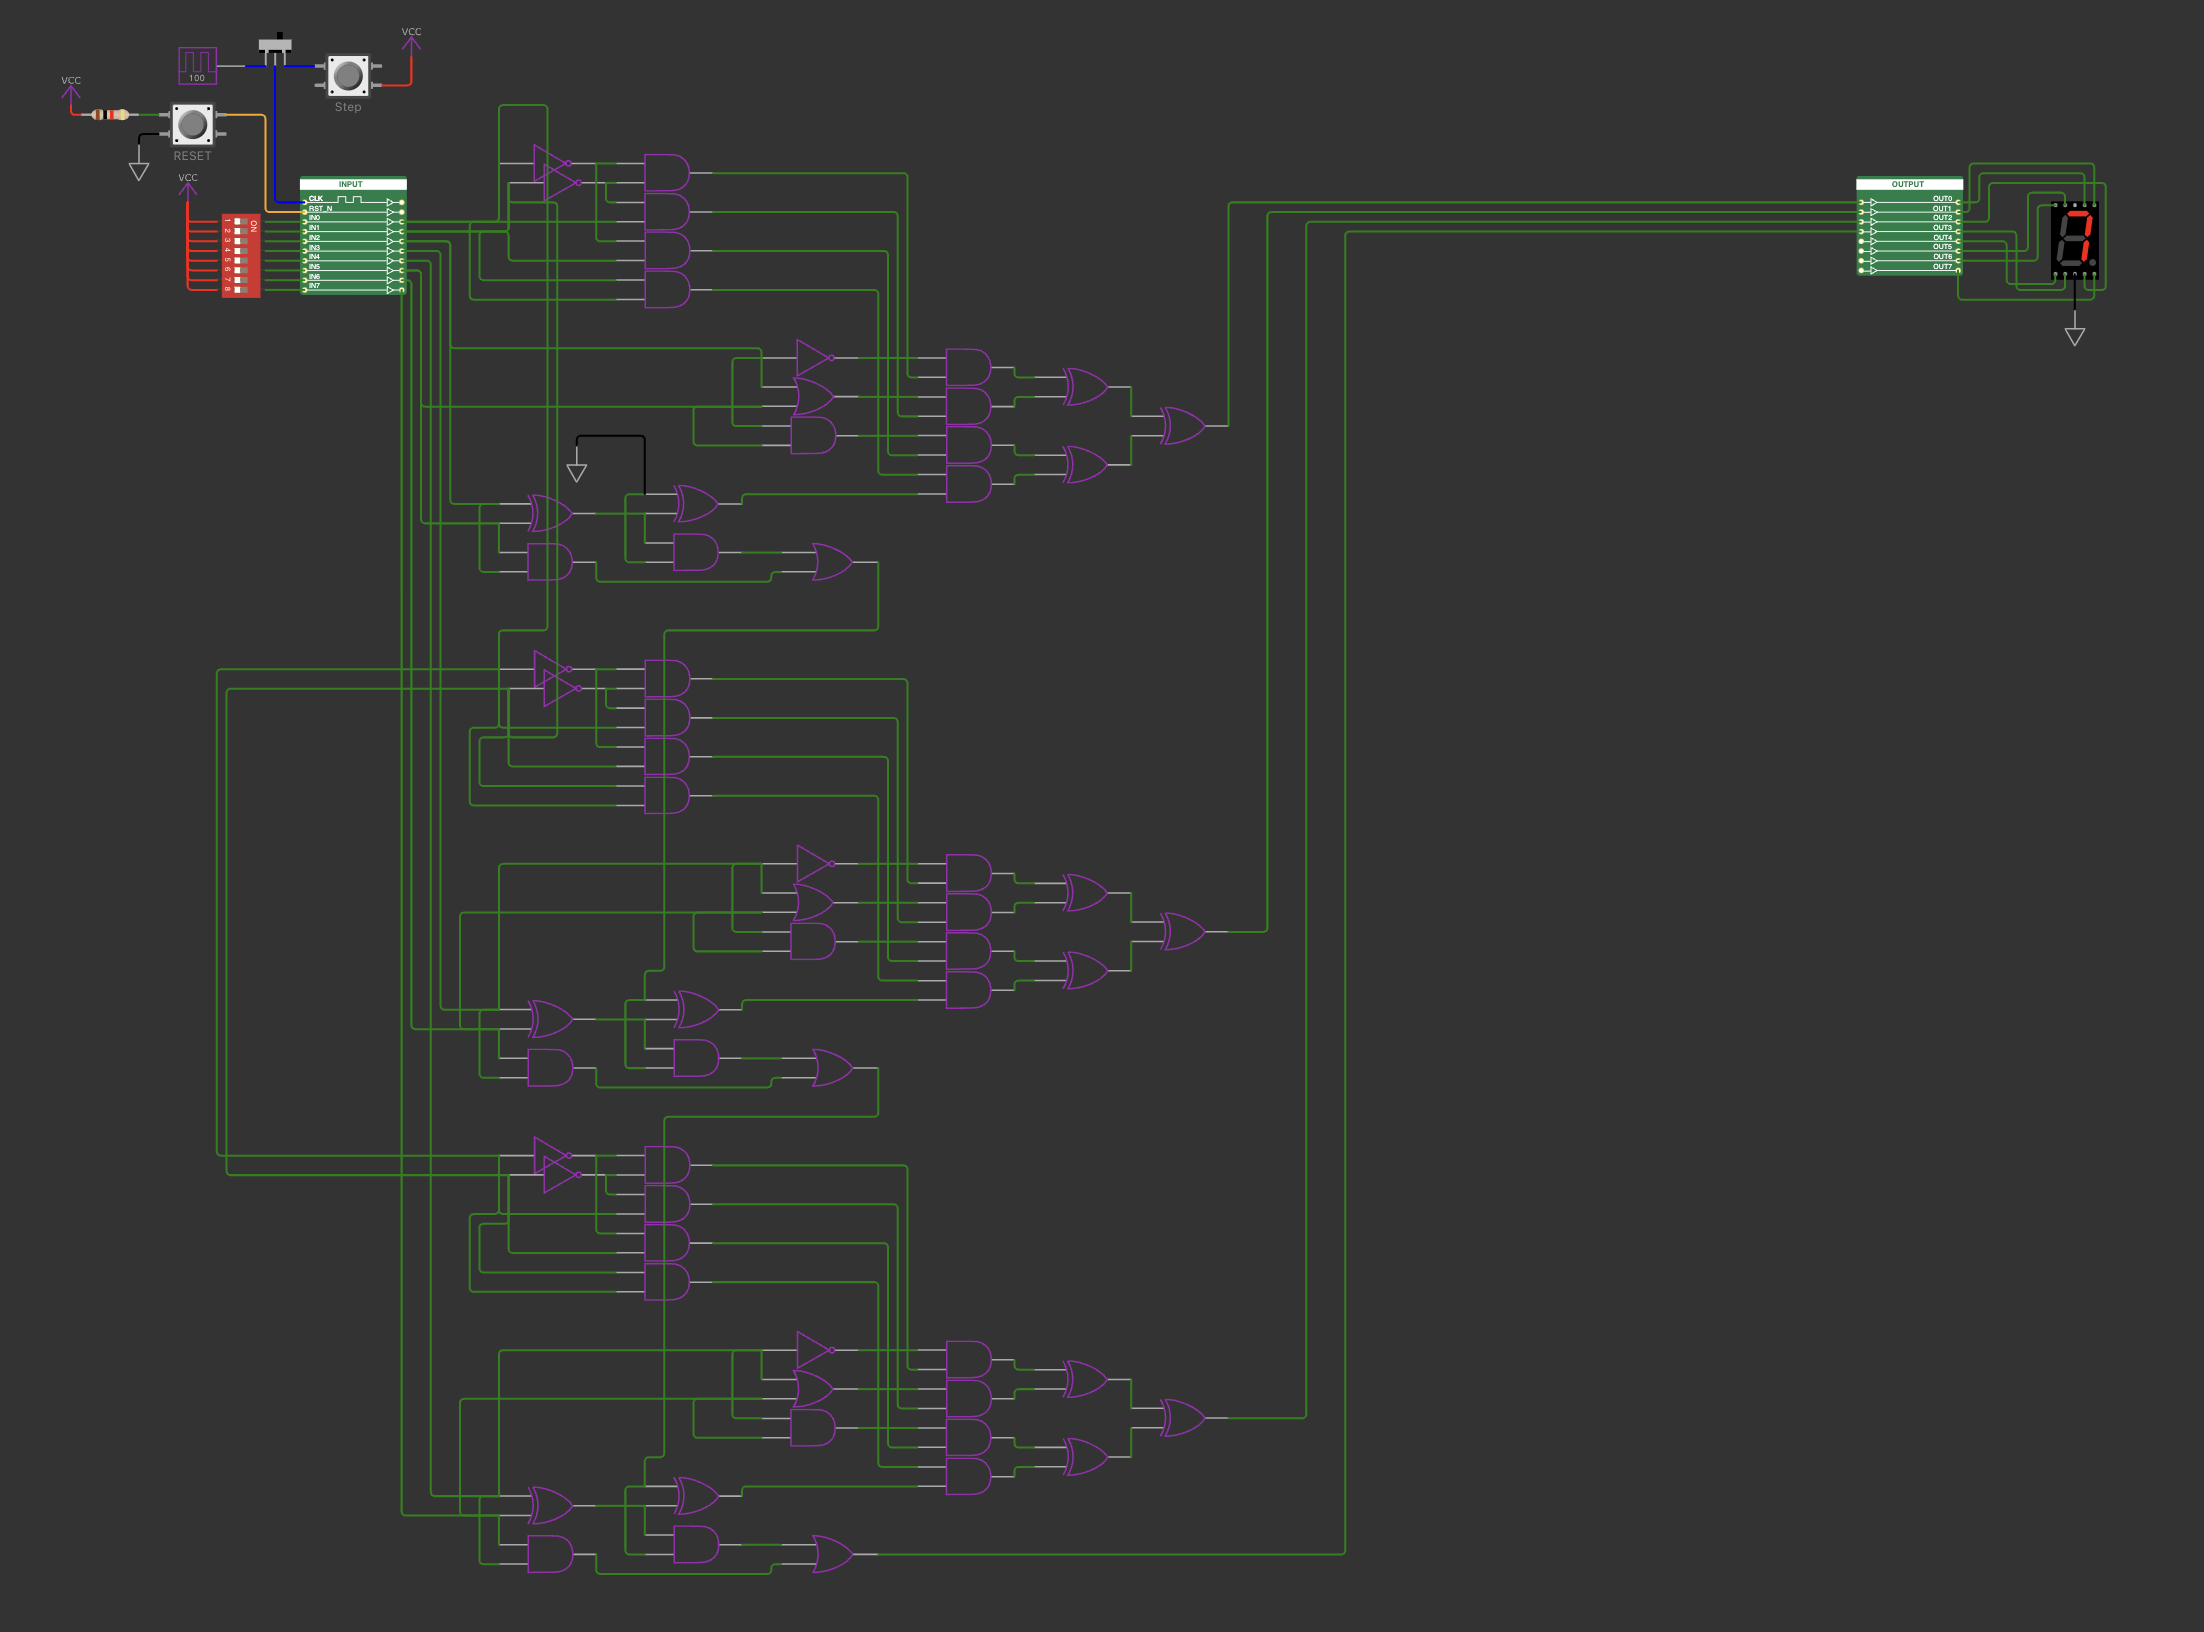 VCC
100
Step
VCC
RESET
VCC
INPUT
CLK
RST_N
IN0
IN1
IN2
IN3
IN4
IN5
IN6
IN7
ON
1
2
3
4
5
6
7
8
OUTPUT
OUT0
OUT1
OUT2
OUT3
OUT4
OUT5
OUT6
OUT7